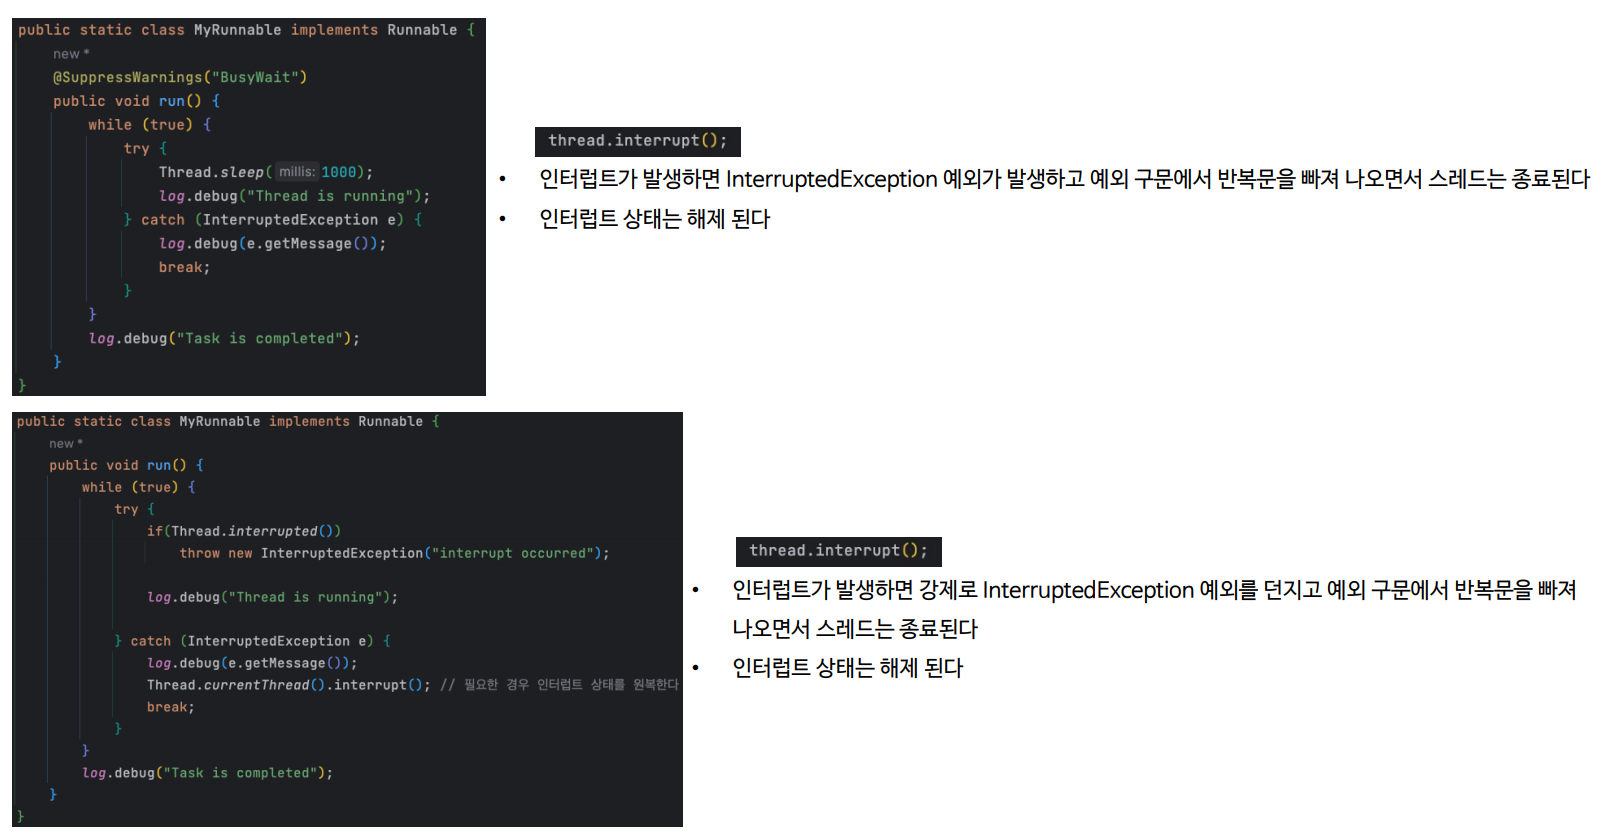 public static class MyRunnable implements Runnable {
new *
@SuppressWarnings("BusyWait")
public void run() {
while (true) {
try {
Thread.sleep( millis: 1000);
log.debug("Thread is running");
} catch (InterruptedException e) {
log.debug(e.getMessage());
break;
}
}
log.debug("Task is completed");
}
}
thread.interrupt();
• 인터럽트가 발생하면 InterruptedException 예외가 발생하고 예외 구문에서 반복문을 빠져 나오면서 스레드는 종료된다
• 인터럽트 상태는 해제 된다
public static class MyRunnable implements Runnable {
new *
public void run() {
while (true) {
try {
if(Thread.interrupted())
throw new InterruptedException("interrupt occurred");
log.debug("Thread is running");
} catch (InterruptedException e) {
log.debug(e.getMessage());
Thread.currentThread().interrupt(); // 필요한 경우 인터럽트 상태를 원복한다
break;
}
}
log.debug("Task is completed");
}
}
thread.interrupt();
• 인터럽트가 발생하면 강제로 InterruptedException 예외를 던지고 예외 구문에서 반복문을 빠져
나오면서 스레드는 종료된다
• 인터럽트 상태는 해제 된다